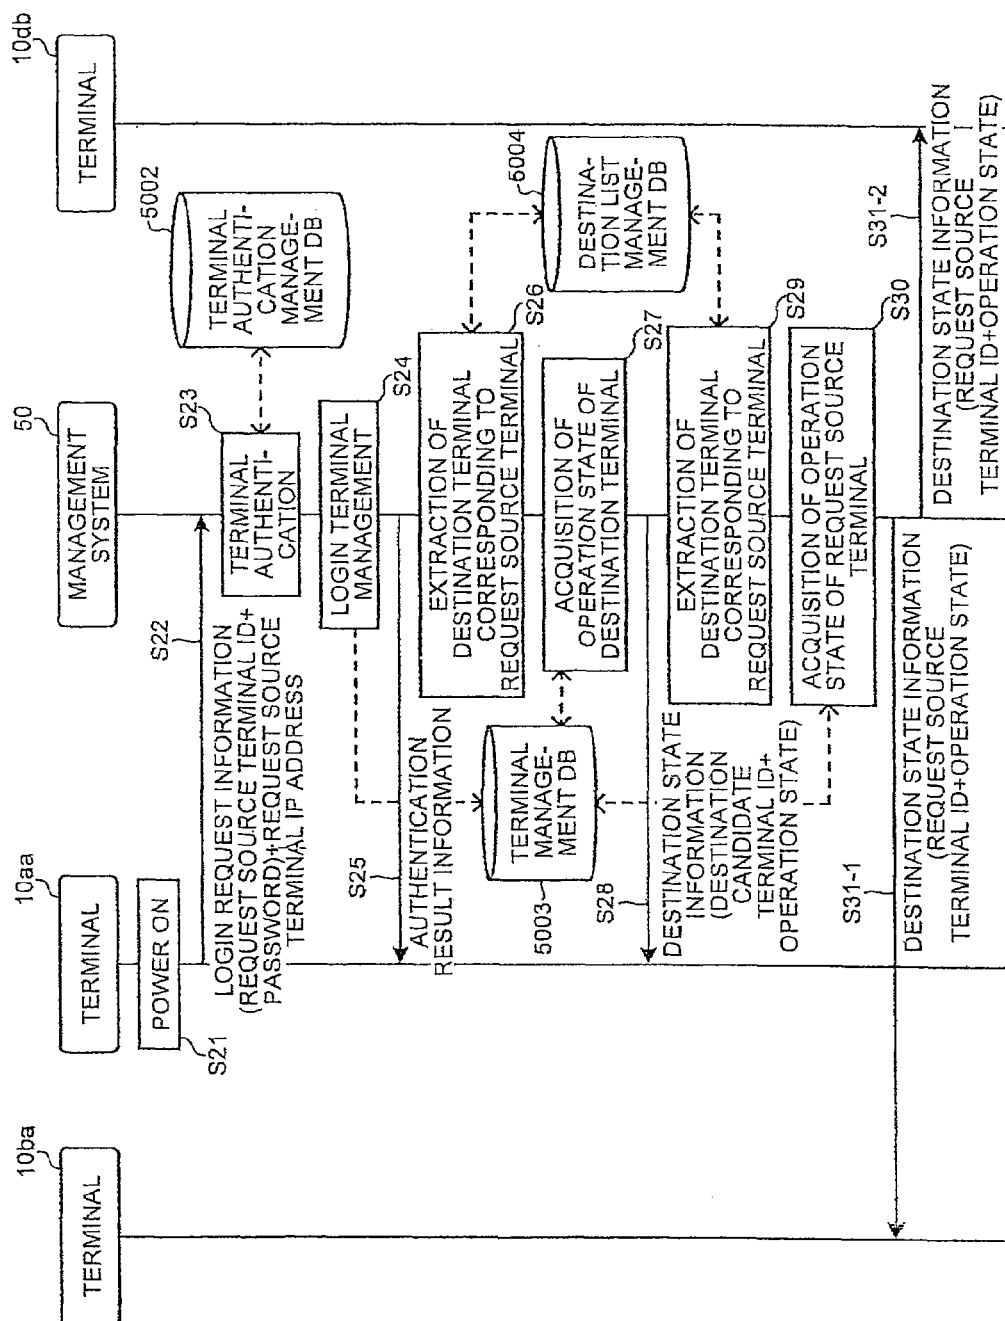 10ba
TERMINAL
10aa
TERMINAL
50
MANAGEMENT
SYSTEM
10db
TERMINAL
POWER ON
S21
S22
LOGIN REQUEST INFORMATION
(REQUEST SOURCE TERMINAL ID+
PASSWORD)+REQUEST SOURCE
TERMINAL IP ADDRESS
S23
TERMINAL
AUTHENTI-
CATION
5002
TERMINAL
AUTHENTI-
CATION
MANAGE-
MENT DB
S24
LOGIN TERMINAL
MANAGEMENT
S25
AUTHENTICATION
RESULT INFORMATION
S26
EXTRACTION OF
DESTINATION TERMINAL
CORRESPONDING TO
REQUEST SOURCE TERMINAL
5004
DESTINA-
TION LIST
MANAGE-
MENT DB
5003
TERMINAL
MANAGE-
MENT DB
S27
ACQUISITION OF
OPERATION STATE OF
DESTINATION TERMINAL
S28
DESTINATION STATE
INFORMATION
(DESTINATION
CANDIDATE
TERMINAL ID+
OPERATION STATE)
S29
EXTRACTION OF
DESTINATION TERMINAL
CORRESPONDING TO
REQUEST SOURCE TERMINAL
S30
ACQUISITION OF OPERATION
STATE OF REQUEST SOURCE
TERMINAL
S31-1
DESTINATION STATE INFORMATION
(REQUEST SOURCE
TERMINAL ID+OPERATION STATE)
S31-2
DESTINATION STATE INFORMATION
(REQUEST SOURCE
TERMINAL ID+OPERATION STATE)